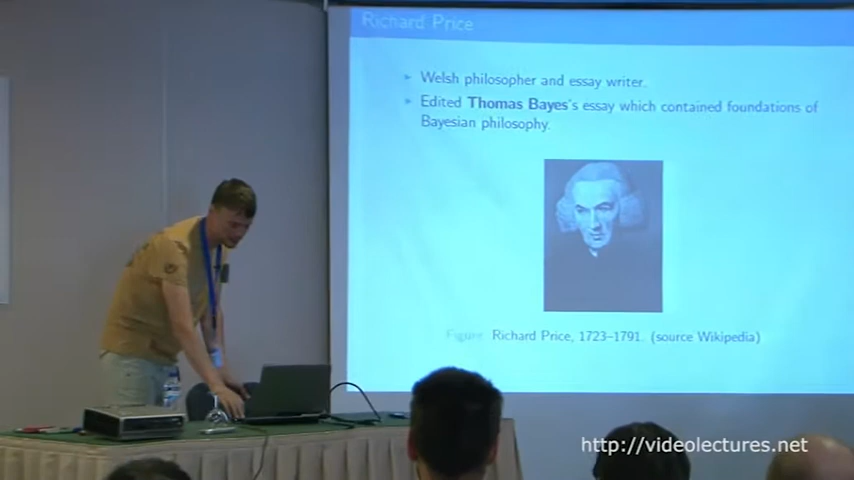 Richard Price
Welsh philosopher and essay writer.
Edited Thomas Bayes's essay which contained foundations of
Bayesian philosophy.
Figure: Richard Price, 1723–1791. (source Wikipedia)
http://videolectures.net